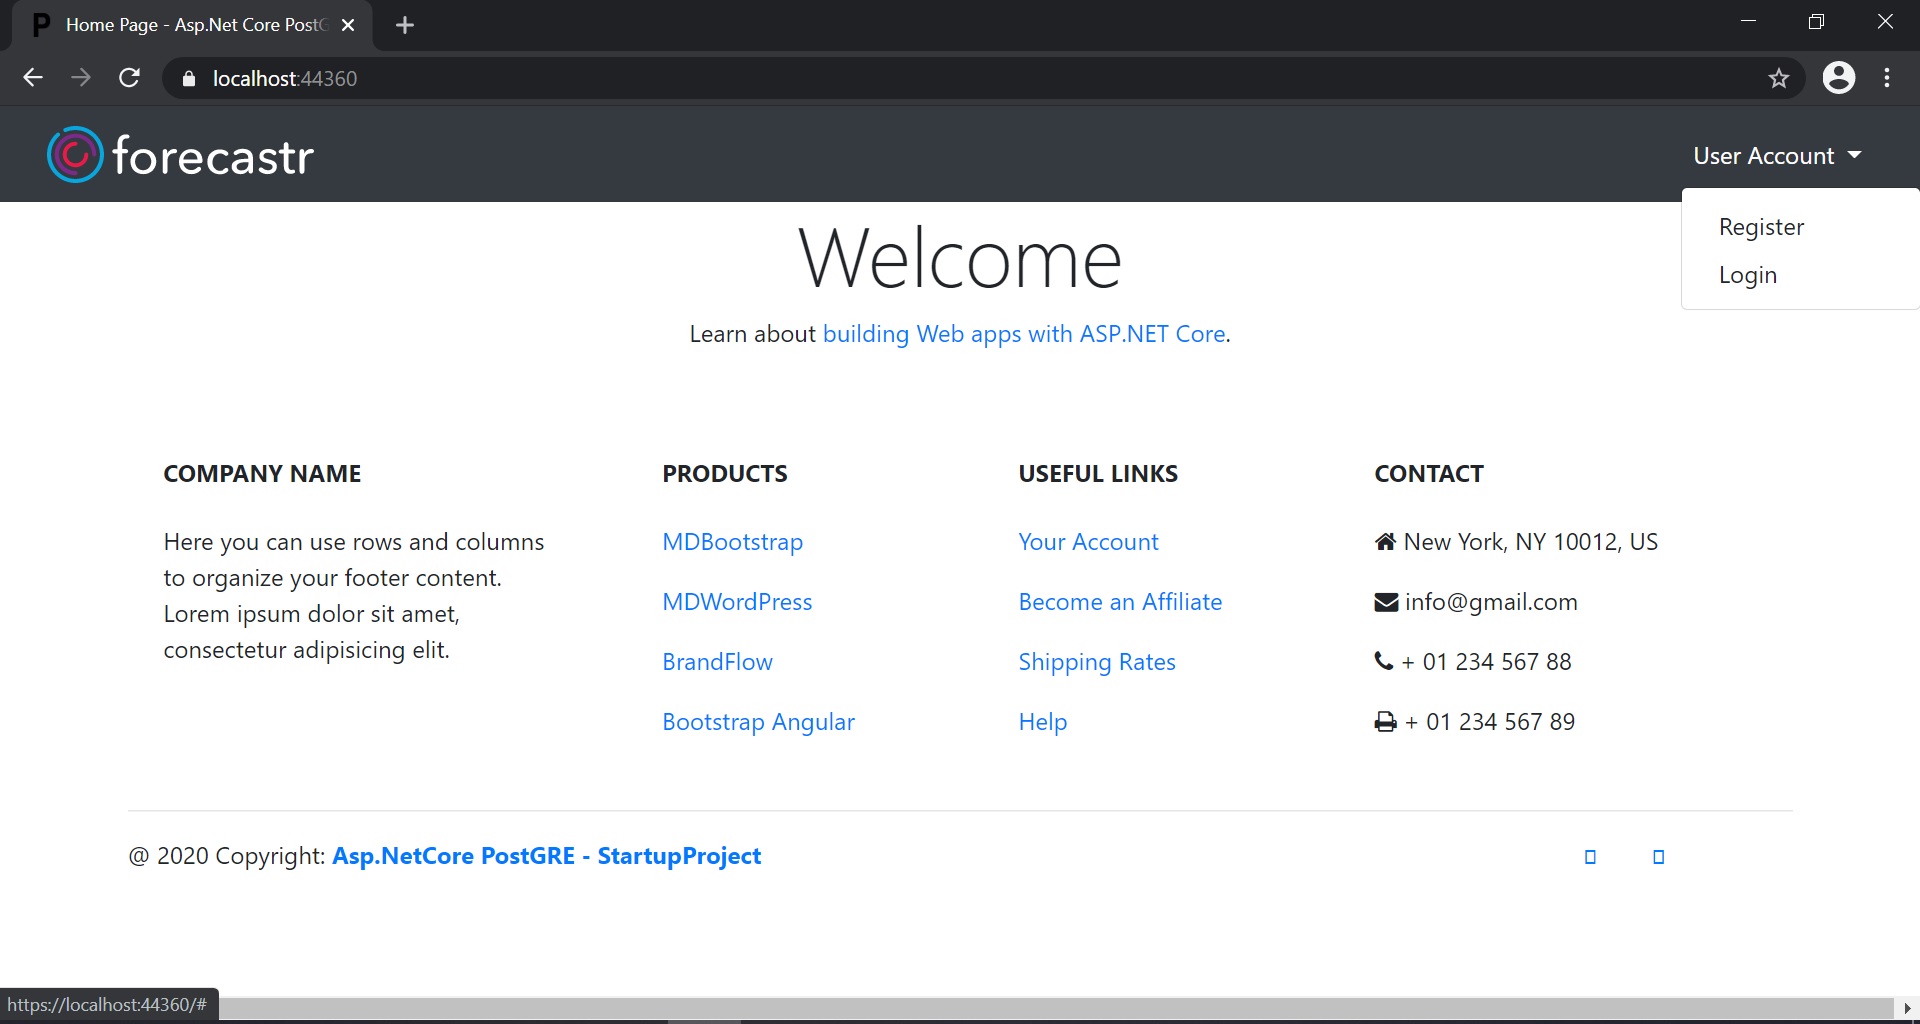 P Home Page - Asp.Net Core Post
localhost:44360
forecastr
User Account
Register
Login
Welcome
Learn about building Web apps with ASP.NET Core.
COMPANY NAME
Here you can use rows and columns
to organize your footer content.
Lorem ipsum dolor sit amet,
consectetur adipisicing elit.
PRODUCTS
MDBootstrap
MDWordPress
BrandFlow
Bootstrap Angular
USEFUL LINKS
Your Account
Become an Affiliate
Shipping Rates
Help
CONTACT
New York, NY 10012, US
info@gmail.com
+ 01 234 567 88
+ 01 234 567 89
@ 2020 Copyright: Asp.NetCore PostGRE - StartupProject
https://localhost:44360/#